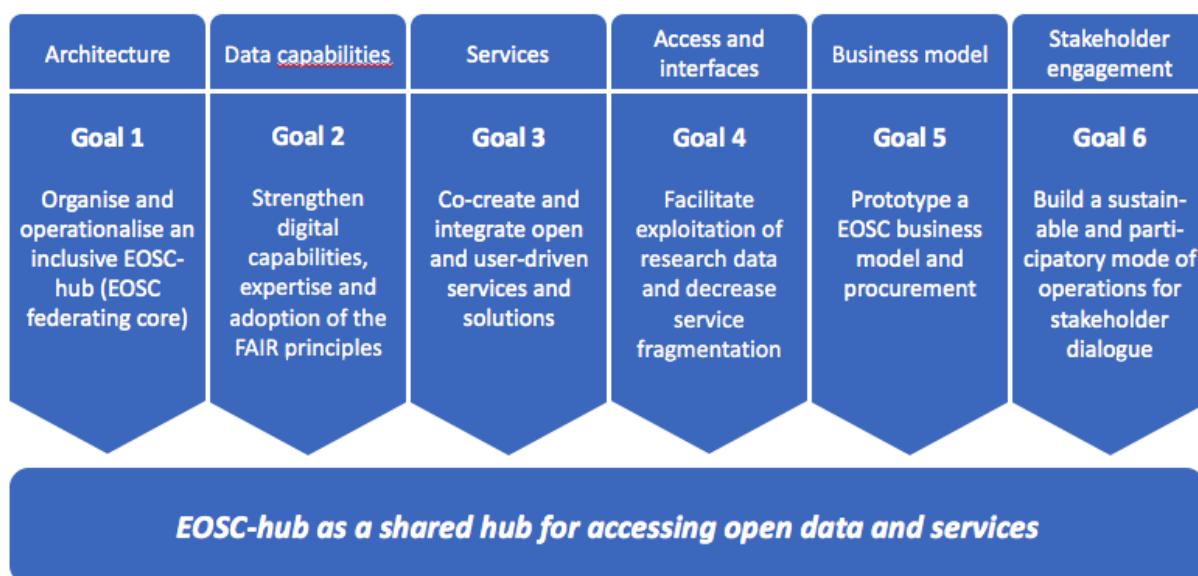 Architecture
Data capabilities
Services
Access and
interfaces
Business model
Stakeholder
engagement
Goal 1
Organise and
operationalise an
inclusive EOSC-
hub (EOSC
federating core)
Goal 2
Strengthen
digital
capabilities,
expertise and
adoption of the
FAIR principles
Goal 3
Co-create and
integrate open
and user-driven
services and
solutions
Goal 4
Facilitate
exploitation of
research data
and decrease
service
fragmentation
Goal 5
Prototype a
EOSC business
model and
procurement
Goal 6
Build a sustain-
able and parti-
cipatory mode of
operations for
stakeholder
dialogue
EOSC-hub as a shared hub for accessing open data and services